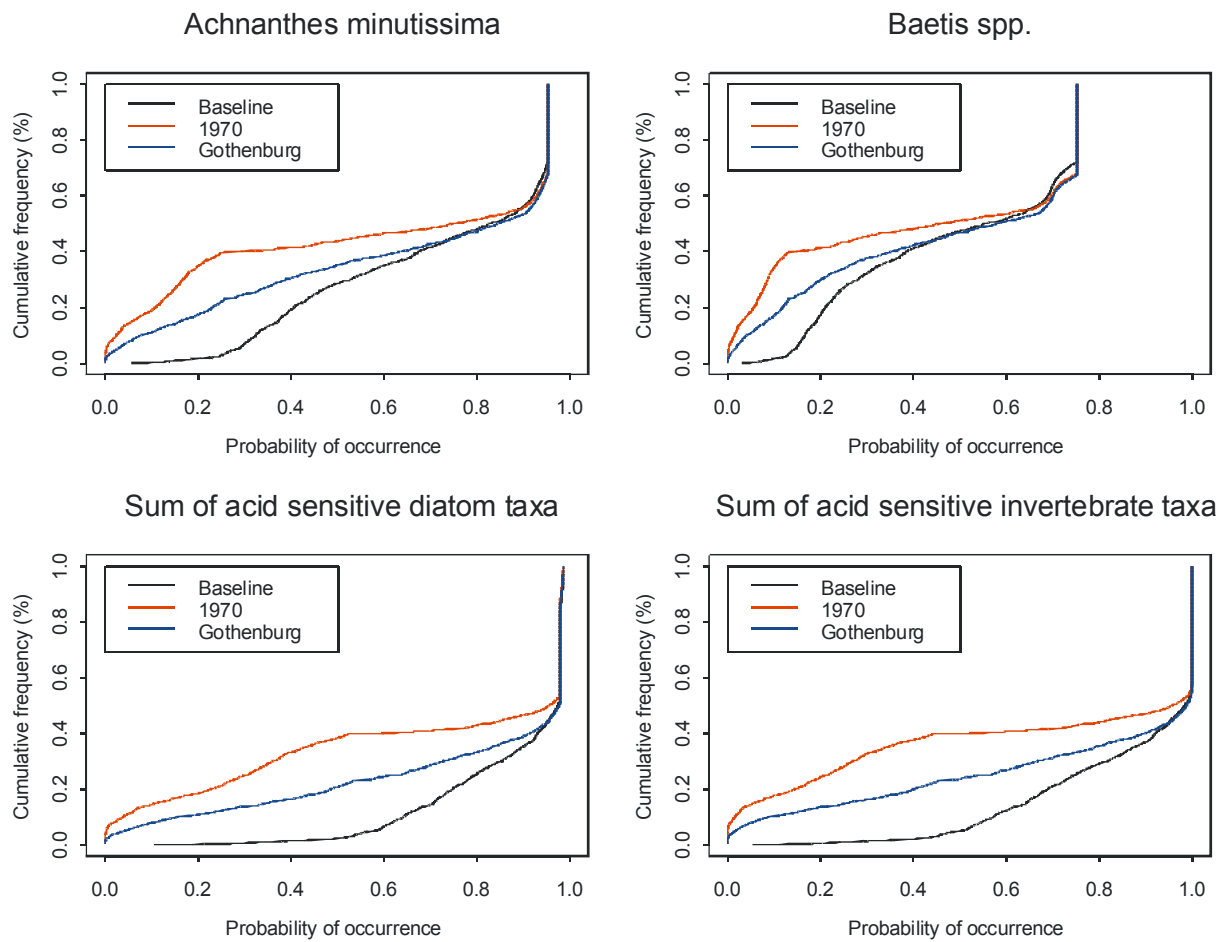 Achnanthes minutissima
Cumulative frequency (%)
1.0
0.8
0.6
0.4
0.2
0.0
Baseline
1970
Gothenburg
0.0 0.2 0.4 0.6 0.8 1.0
Probability of occurrence
Baetis spp.
Cumulative frequency (%)
1.0
0.8
0.6
0.4
0.2
0.0
Baseline
1970
Gothenburg
0.0 0.2 0.4 0.6 0.8 1.0
Probability of occurrence
Sum of acid sensitive diatom taxa
Cumulative frequency (%)
1.0
0.8
0.6
0.4
0.2
0.0
Baseline
1970
Gothenburg
0.0 0.2 0.4 0.6 0.8 1.0
Probability of occurrence
Sum of acid sensitive invertebrate taxa
Cumulative frequency (%)
1.0
0.8
0.6
0.4
0.2
0.0
Baseline
1970
Gothenburg
0.0 0.2 0.4 0.6 0.8 1.0
Probability of occurrence